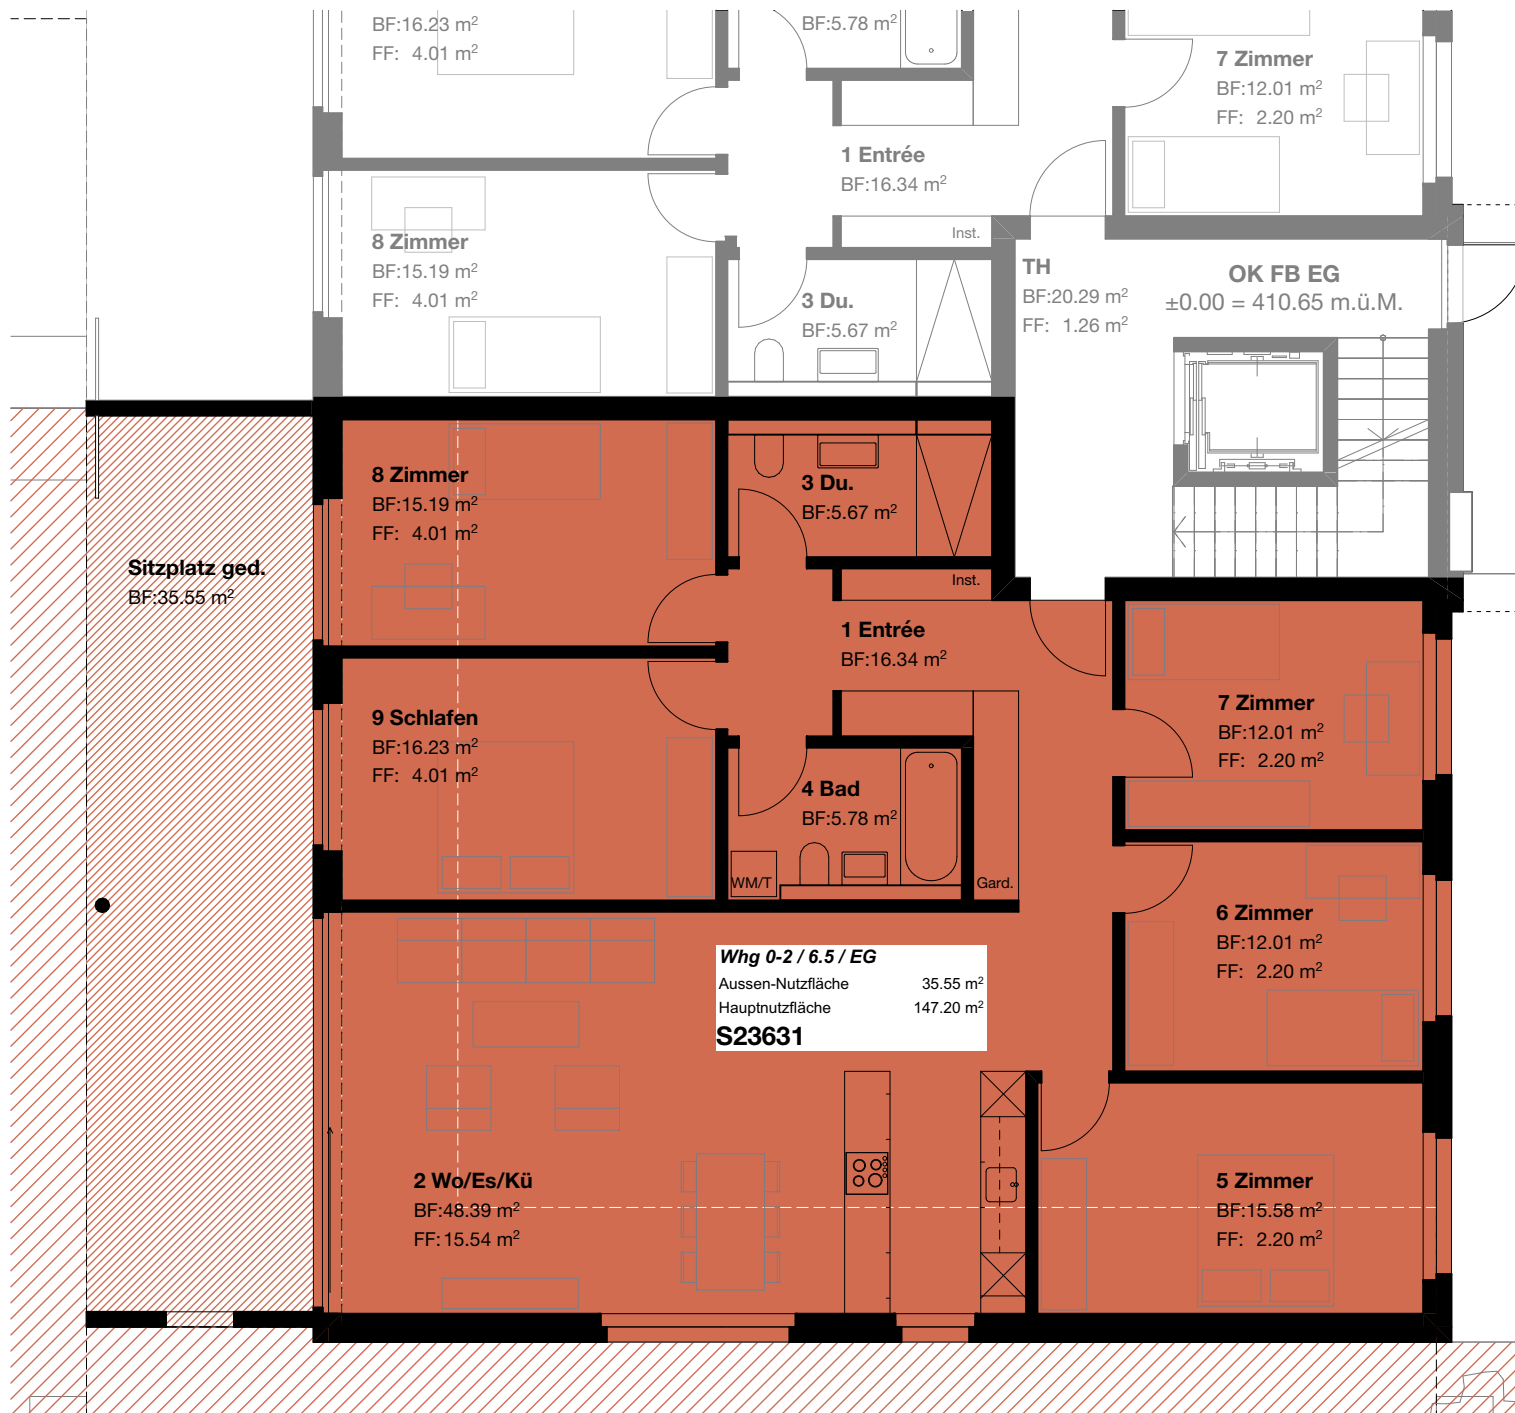 BF:16.23 m²
FF: 4.01 m²
BF:5.78 m²
7 Zimmer
BF:12.01 m²
FF: 2.20 m²
1 Entrée
BF:16.34 m²
Inst.
8 Zimmer
BF:15.19 m²
FF: 4.01 m²
3 Du.
BF:5.67 m²
TH
BF:20.29 m²
FF: 1.26 m²
OK FB EG
±0.00 = 410.65 m.ü.M.
8 Zimmer
BF:15.19 m²
FF: 4.01 m²
3 Du.
BF:5.67 m²
Sitzplatz ged.
BF:35.55 m²
Inst.
1 Entrée
BF:16.34 m²
9 Schlafen
BF:16.23 m²
FF: 4.01 m²
7 Zimmer
BF:12.01 m²
FF: 2.20 m²
4 Bad
BF:5.78 m²
WM/T
Gard.
6 Zimmer
BF:12.01 m²
FF: 2.20 m²
Whg 0-2 / 6.5 / EG
Aussen-Nutzfläche 35.55 m²
Hauptnutzfläche 147.20 m²
S23631
2 Wo/Es/Kü
BF:48.39 m²
FF:15.54 m²
5 Zimmer
BF:15.58 m²
FF: 2.20 m²